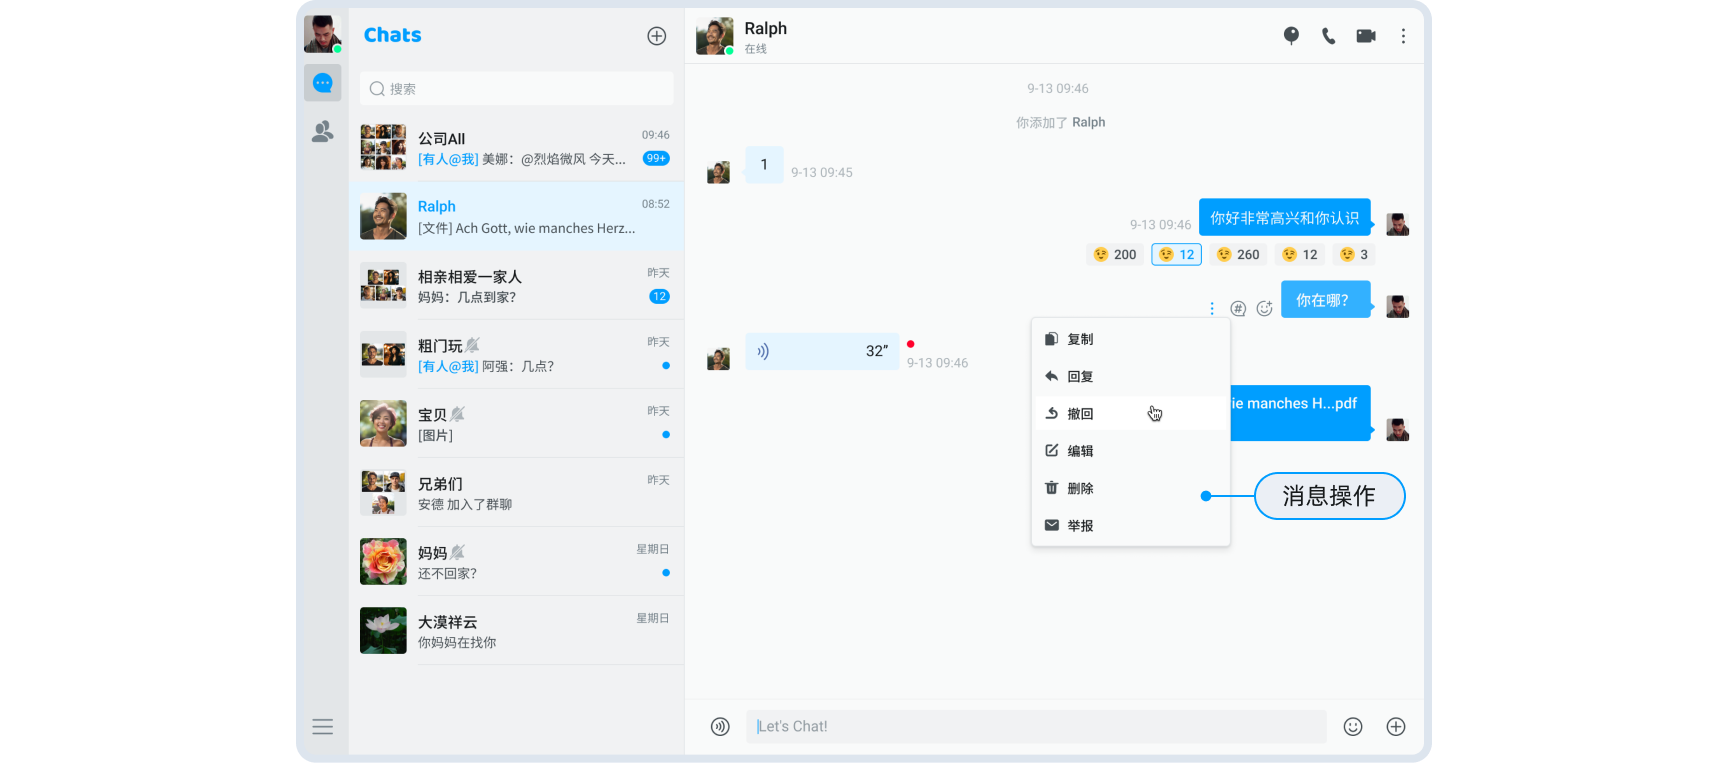 Chats
搜索
公司All
09:46
[有人@我] 美娜：@烈焰微风 今天...
99+
Ralph
08:52
[文件] Ach Gott, wie manches Herz...
相亲相爱一家人
昨天
妈妈：几点到家？
12
粗门玩
昨天
[有人@我] 阿强：几点？
宝贝
昨天
[图片]
兄弟们
昨天
安德 加入了群聊
妈妈
星期日
还不回家？
大漠祥云
星期日
你妈妈在找你
Ralph
在线
9-13 09:46
你添加了 Ralph
1
9-13 09:45
9-13 09:46
你好非常高兴和你认识
200
12
260
12
3
你在哪？
32”
9-13 09:46
复制
回复
撤回
编辑
删除
举报
ie manches H...pdf
消息操作
Let's Chat!